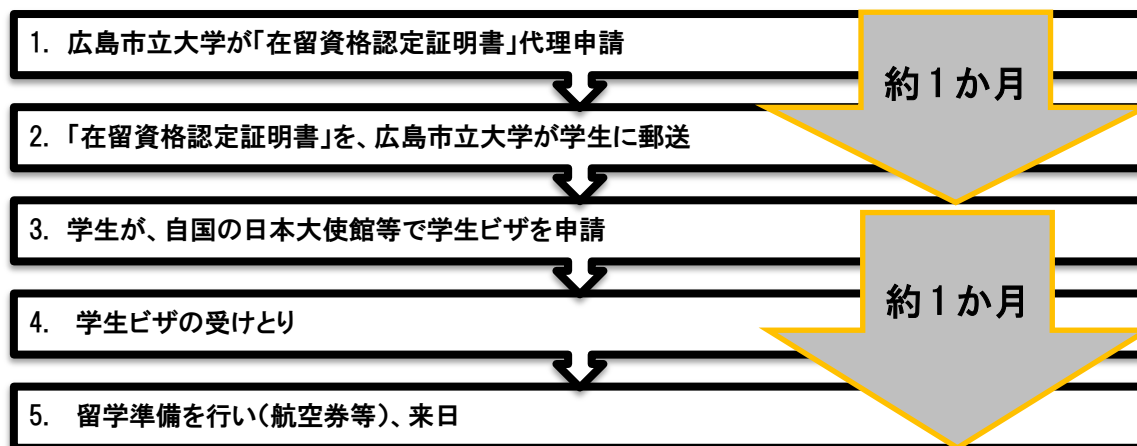 1. 広島市立大学が「在留資格認定証明書」代理申請
約１か月
2. 「在留資格認定証明書」を、広島市立大学が学生に郵送
3. 学生が、自国の日本大使館等で学生ビザを申請
約１か月
4. 学生ビザの受けとり
5. 留学準備を行い(航空券等)、来日